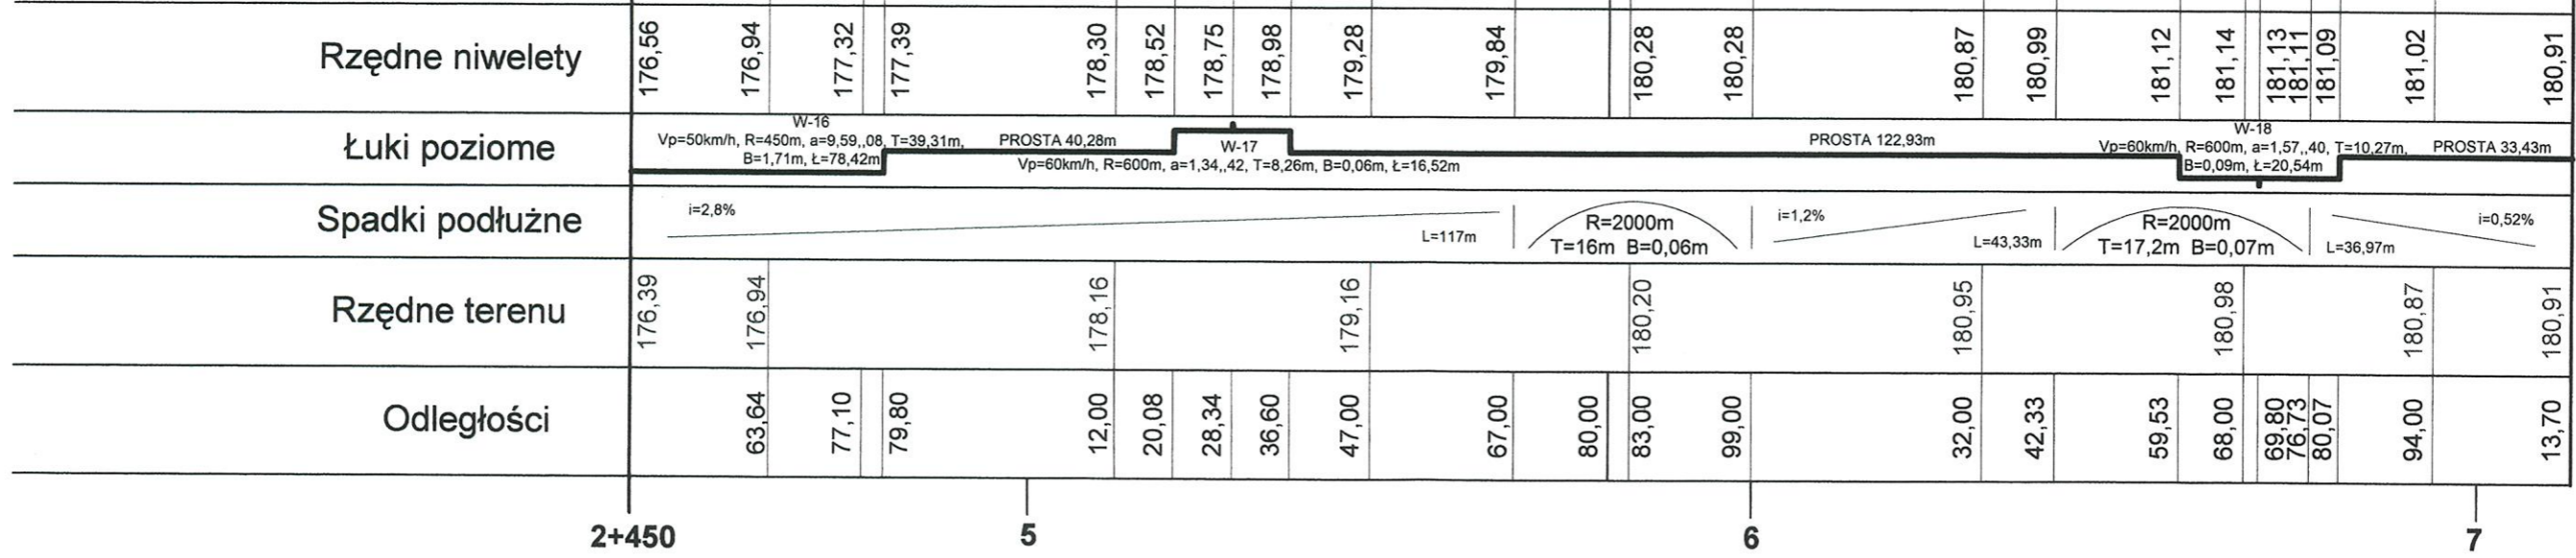 Rzędne niwelety 176,56 176,94 177,32 177,39 178,30 178,52 178,75 178,98 179,28 179,84 180,28 180,28 180,87 180,99 181,12 181,14 181,13 181,11 181,09 181,02 180,91
Łuki poziome
W-16
Vp=50km/h, R=450m, a=9,59,,08, T=39,31m,
B=1,71m, Ł=78,42m
PROSTA 40,28m
W-17
Vp=60km/h, R=600m, a=1,34,,42, T=8,26m, B=0,06m, Ł=16,52m
PROSTA 122,93m
W-18
Vp=60km/h, R=600m, a=1,57,,40, T=10,27m,
B=0,09m, Ł=20,54m
PROSTA 33,43m
Spadki podłużne
i=2,8%
L=117m
R=2000m
T=16m B=0,06m
i=1,2%
L=43,33m
R=2000m
T=17,2m B=0,07m
i=0,52%
L=36,97m
Rzędne terenu 176,39 176,94 178,16 179,16 180,20 180,95 180,98 180,87 180,91
Odległości 63,64 77,10 79,80 12,00 20,08 28,34 36,60 47,00 67,00 80,00 83,00 99,00 32,00 42,33 59,53 68,00 69,80 76,73 80,07 94,00 13,70
2+450 5 6 7